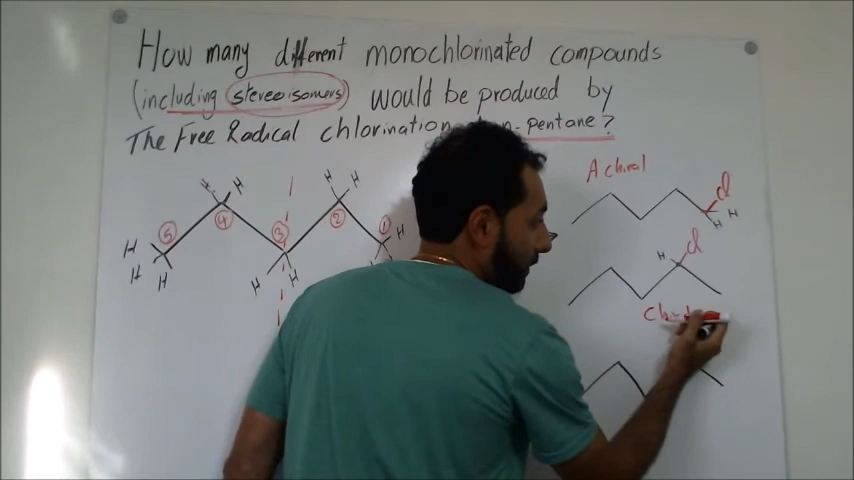 How many different monochlorinated compounds
(including stereoisomers) would be produced by
The Free Radical chlorination n-pentane?
Achiral
Cl
H H
H Cl
H H
H H
5 4 3 2 1
H
H
H
H
H H